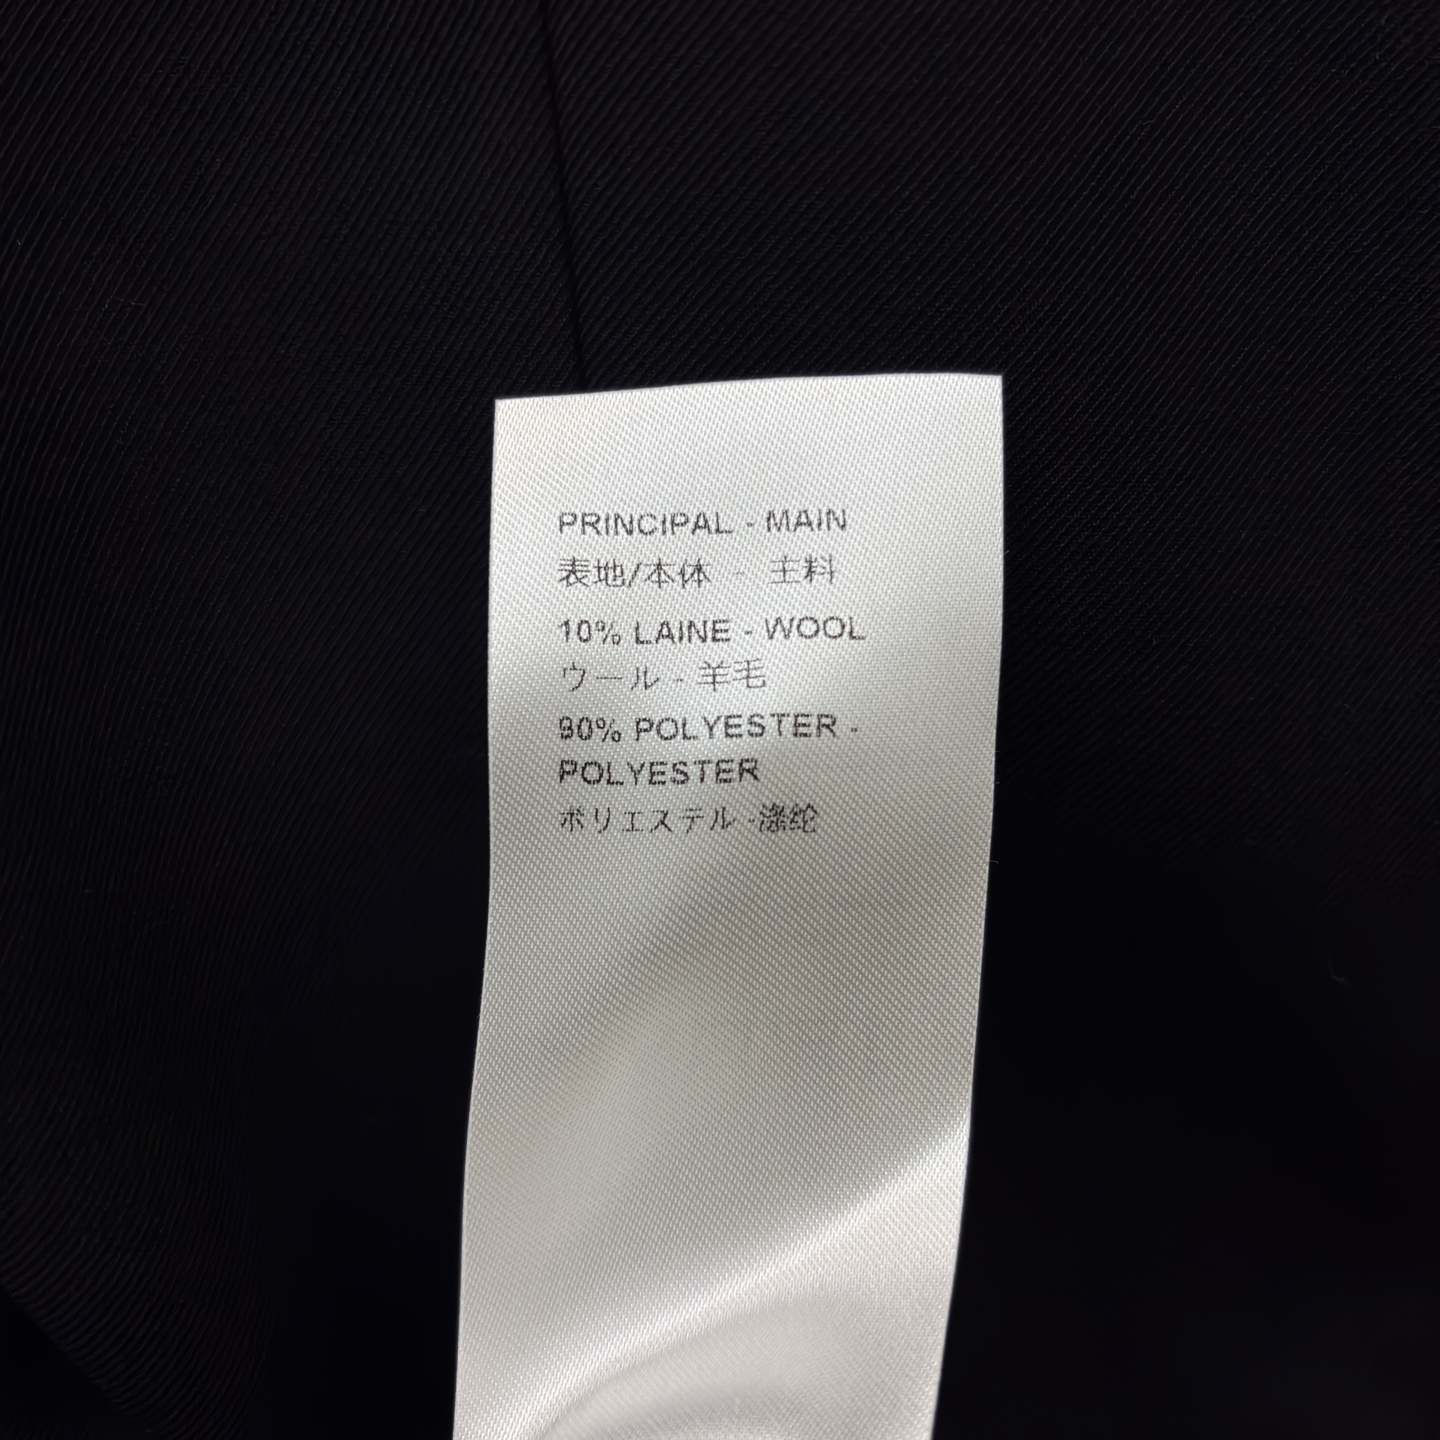 PRINCIPAL - MAIN
表地/本体 - 主料
10% LAINE - WOOL
ウール - 羊毛
90% POLYESTER -
POLYESTER
ポリエステル -涤纶